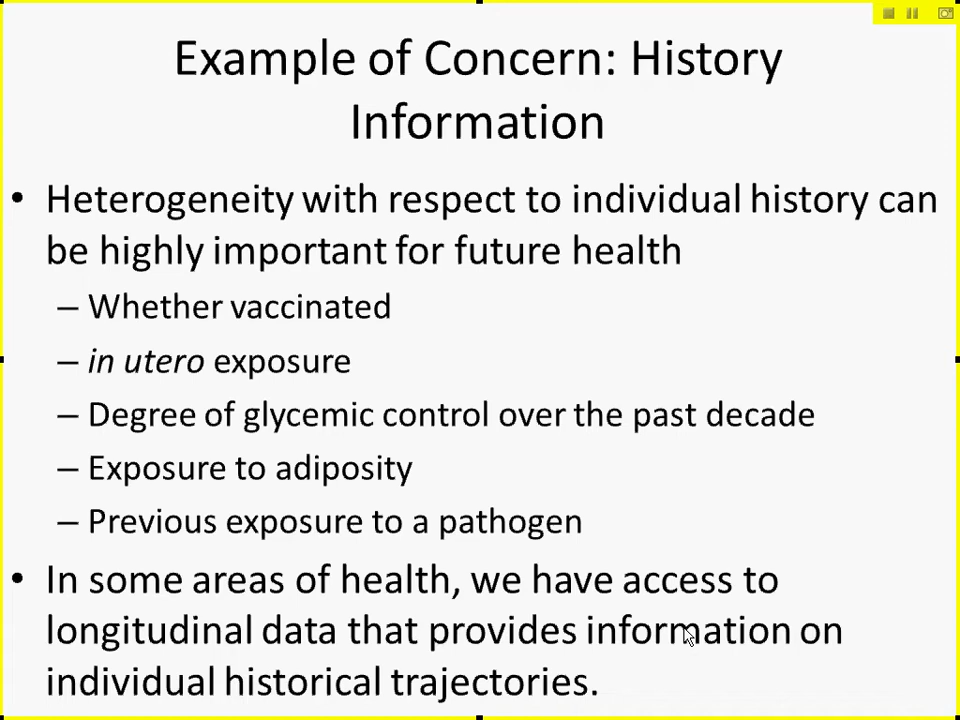 Example of Concern: History
Information
• Heterogeneity with respect to individual history can
be highly important for future health
– Whether vaccinated
– in utero exposure
– Degree of glycemic control over the past decade
– Exposure to adiposity
– Previous exposure to a pathogen
• In some areas of health, we have access to
longitudinal data that provides information on
individual historical trajectories.